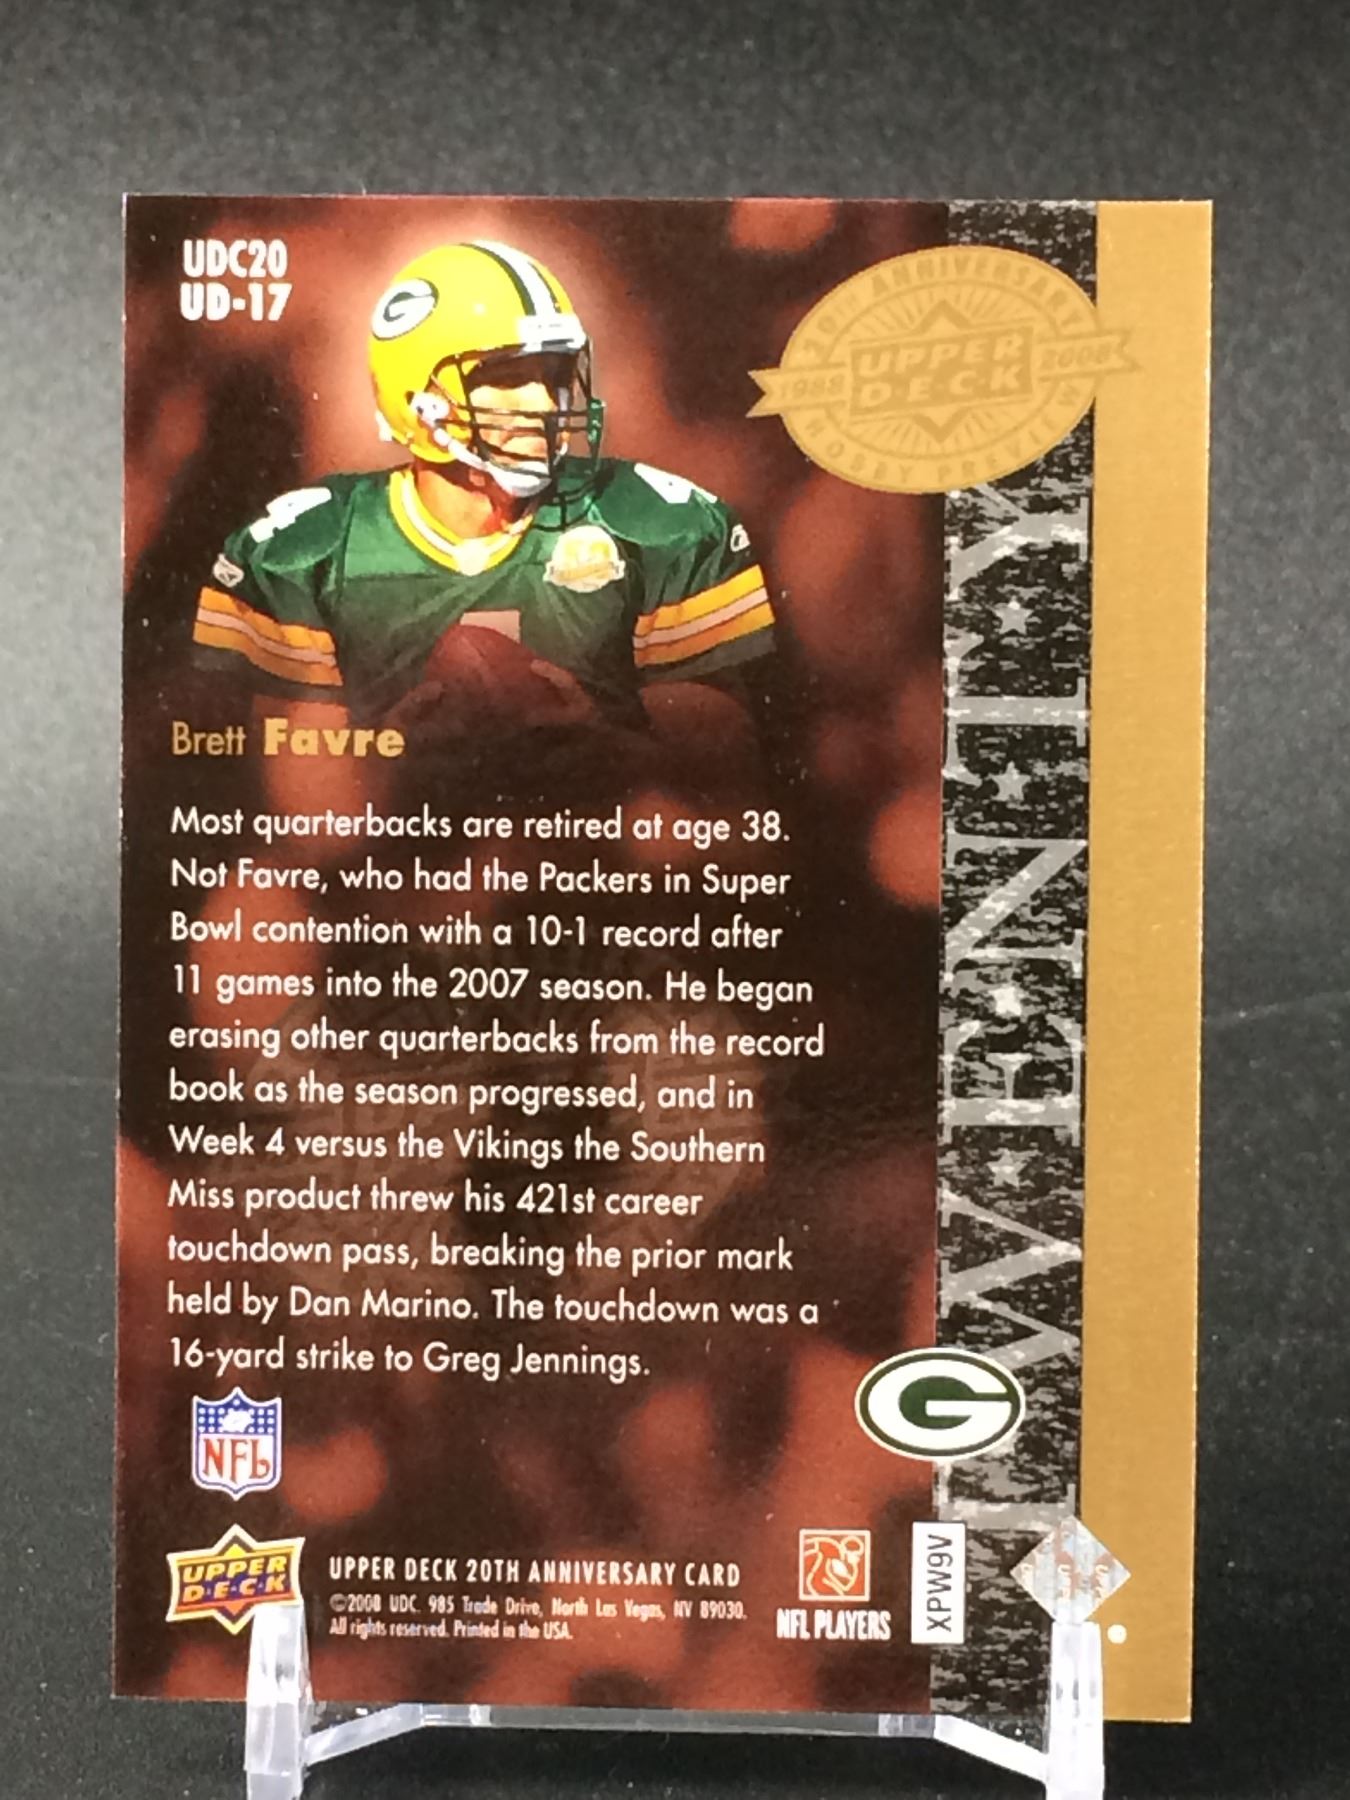 UDC20
UD-17
20TH ANNIVERSARY
1988 UPPER DECK 2008
HOBBY PREVIEW
G
4 4
Brett Favre
Most quarterbacks are retired at age 38.
Not Favre, who had the Packers in Super
Bowl contention with a 10-1 record after
11 games into the 2007 season. He began
erasing other quarterbacks from the record
book as the season progressed, and in
Week 4 versus the Vikings the Southern
Miss product threw his 421st career
touchdown pass, breaking the prior mark
held by Dan Marino. The touchdown was a
16-yard strike to Greg Jennings.
TWENTY
G
NFL
UPPER
DECK
UPPER DECK 20TH ANNIVERSARY CARD
©2008 UDC. 985 Trade Drive, North Las Vegas, NV 89030.
All rights reserved. Printed in the USA.
NFL PLAYERS
XPW9V